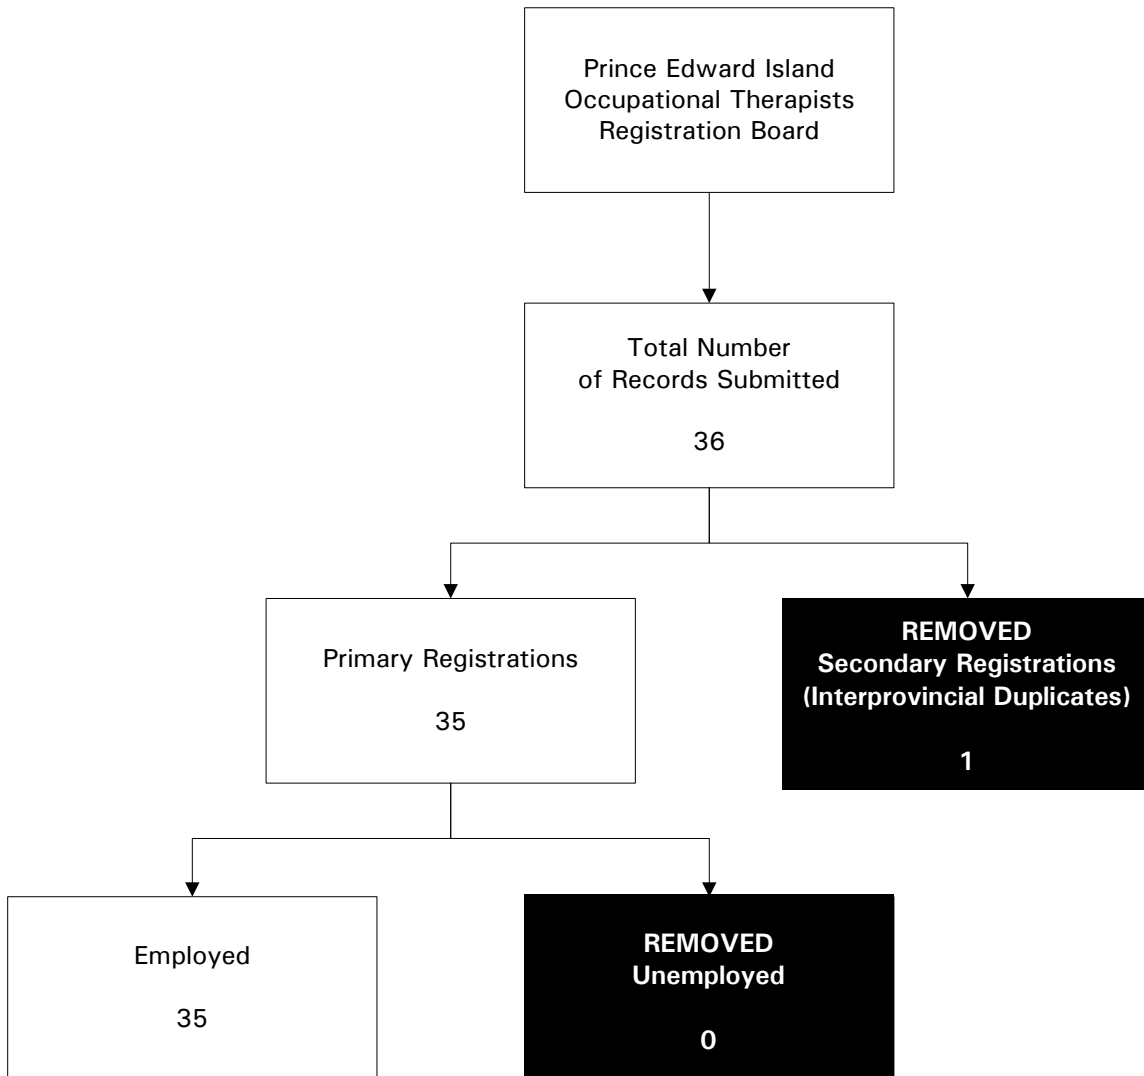 Prince Edward Island
Occupational Therapists
Registration Board
Total Number
of Records Submitted
36
Primary Registrations
35
REMOVED
Secondary Registrations
(Interprovincial Duplicates)
1
Employed
35
REMOVED
Unemployed
0